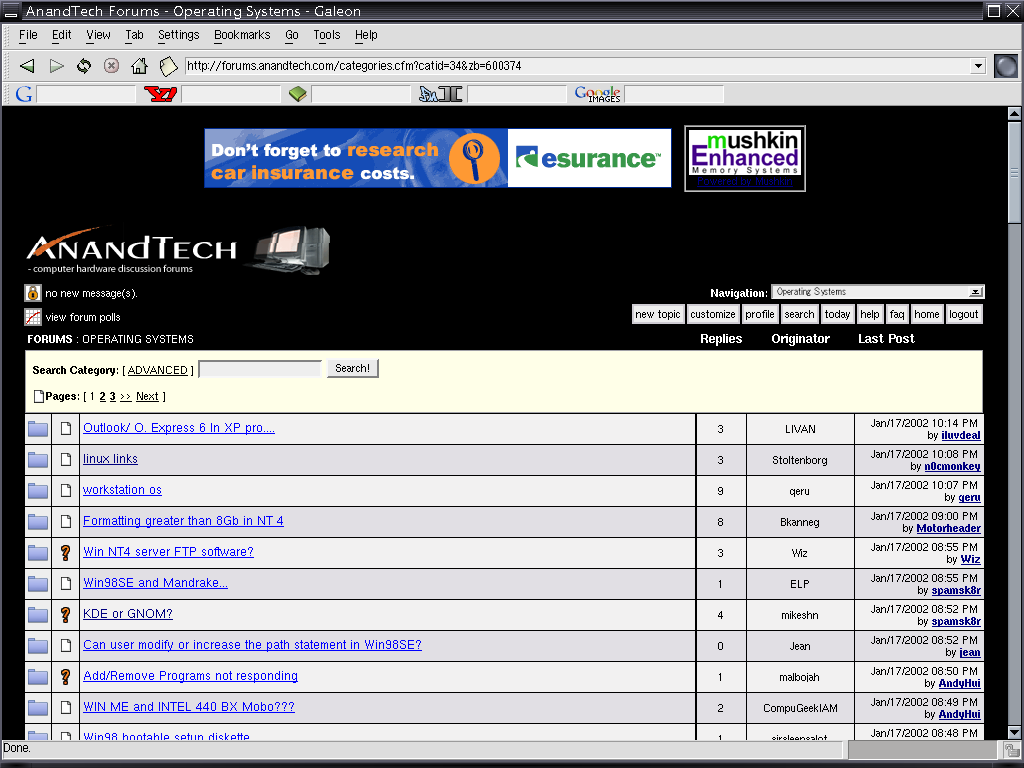 AnandTech Forums - Operating Systems - Galeon
File Edit View Tab Settings Bookmarks Go Tools Help
http://forums.anandtech.com/categories.cfm?catid=34&zb=600374
G Y! Google IMAGES
Don't forget to research
car insurance costs.
esurance™
mushkin
Enhanced
Memory Systems
Powered by Mushkin
ANANDTECH
- computer hardware discussion forums
no new message(s).
Navigation: Operating Systems
view forum polls
new topic customize profile search today help faq home logout
FORUMS : OPERATING SYSTEMS Replies Originator Last Post
Search Category: [ ADVANCED ] Search!
Pages: [ 1 2 3 >> Next ]
Outlook/ O. Express 6 In XP pro.... 3 LIVAN Jan/17/2002 10:14 PM
by iluvdeal
linux links 3 Stoltenborg Jan/17/2002 10:08 PM
by n0cmonkey
workstation os 9 qeru Jan/17/2002 10:07 PM
by qeru
Formatting greater than 8Gb in NT 4 8 Bkanneg Jan/17/2002 09:00 PM
by Motorheader
? Win NT4 server FTP software? 3 Wiz Jan/17/2002 08:55 PM
by Wiz
Win98SE and Mandrake... 1 ELP Jan/17/2002 08:55 PM
by spamsk8r
? KDE or GNOM? 4 mikeshn Jan/17/2002 08:52 PM
by spamsk8r
Can user modify or increase the path statement in Win98SE? 0 Jean Jan/17/2002 08:52 PM
by jean
? Add/Remove Programs not responding 1 malbojah Jan/17/2002 08:50 PM
by AndyHui
WIN ME and INTEL 440 BX Mobo??? 2 CompuGeekIAM Jan/17/2002 08:49 PM
by AndyHui
Win98 bootable setup diskette 1 sirsleepsalot Jan/17/2002 08:48 PM
Done.